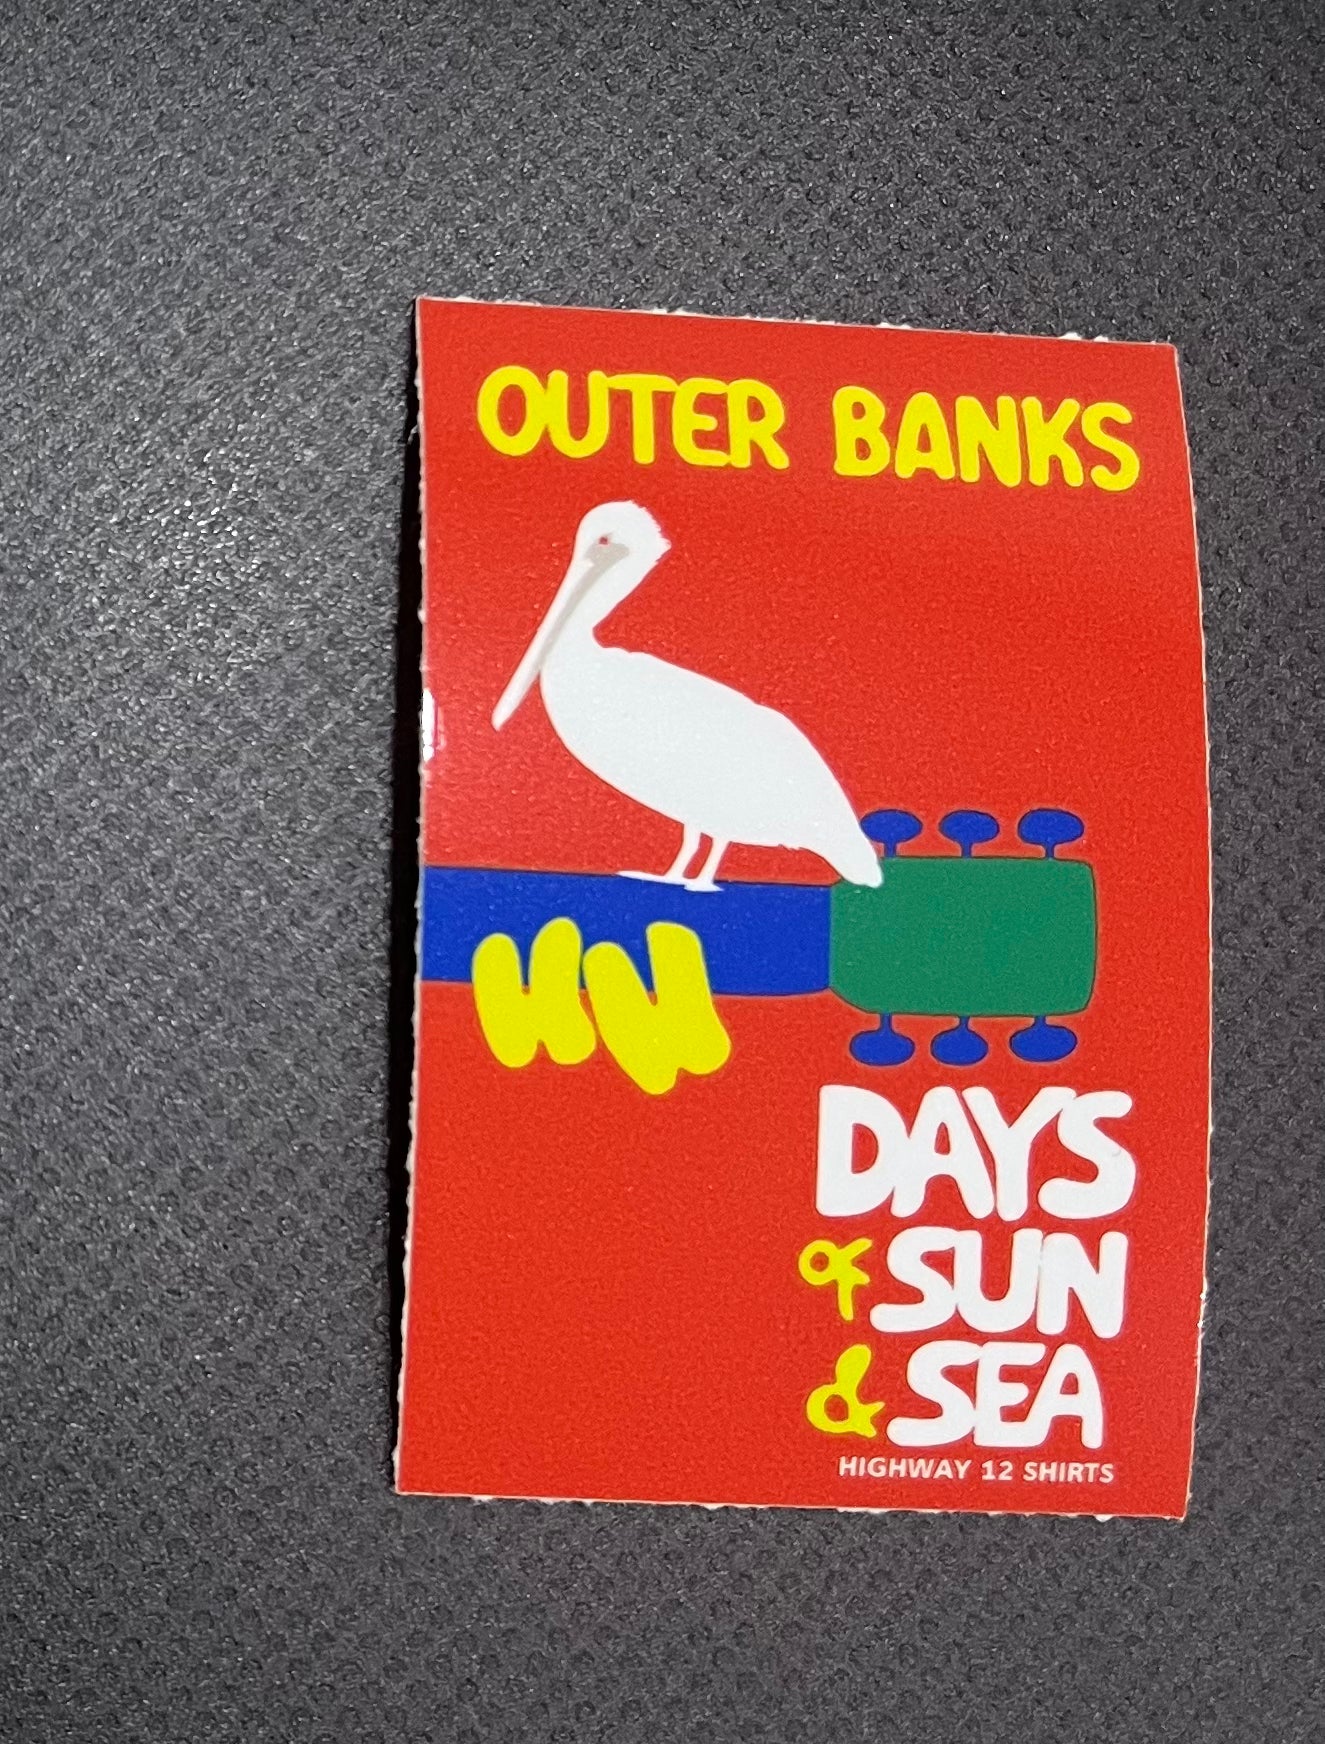 OUTER BANKS
DAYS
of SUN
& SEA
HIGHWAY 12 SHIRTS